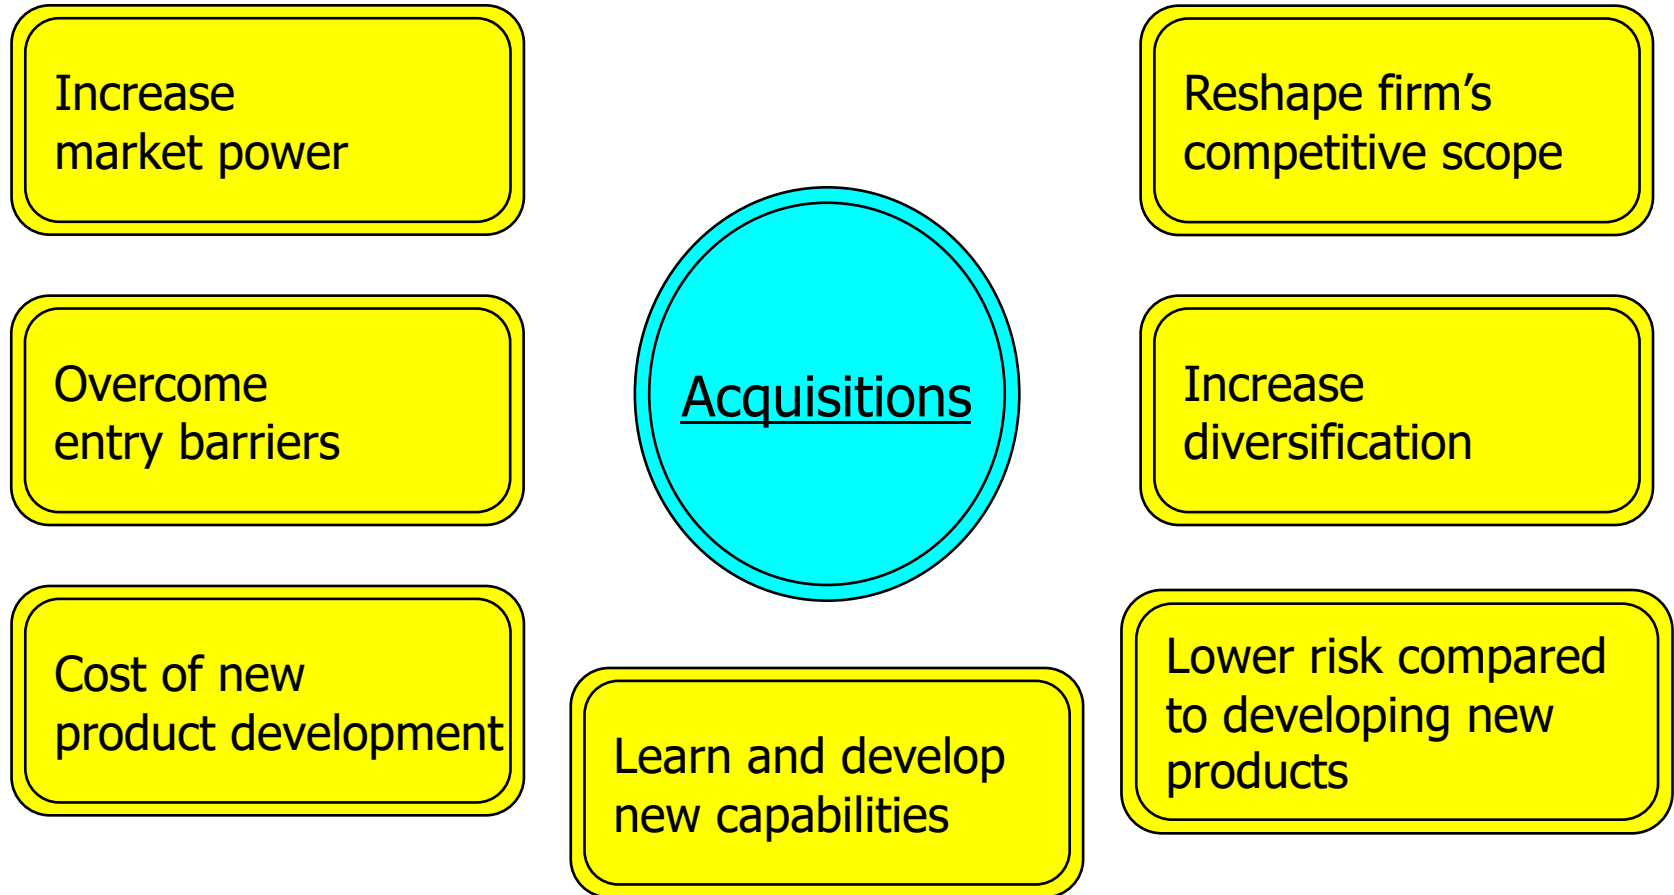 Increase
market power
Overcome
entry barriers
Cost of new
product development
Acquisitions
Learn and develop
new capabilities
Reshape firm’s
competitive scope
Increase
diversification
Lower risk compared
to developing new
products